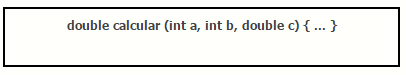 double calcular (int a, int b, double c) { ... }